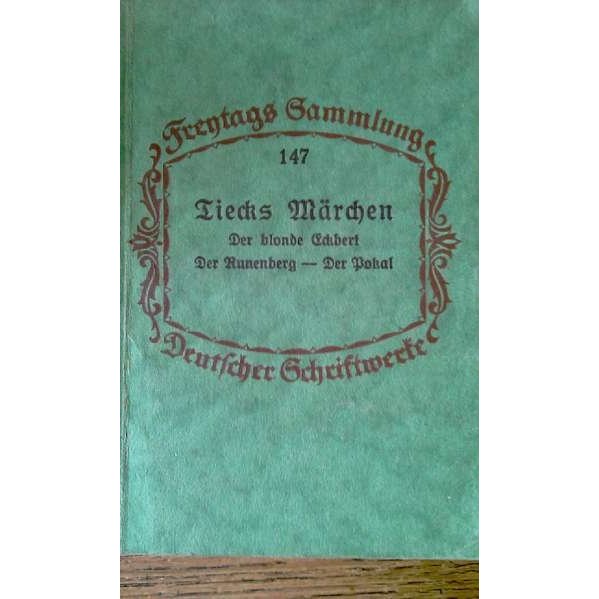 Freytags Sammlung
147
Tiecks Märchen
Der blonde Eckbert
Der Runenberg — Der Pokal
Deutscher Schriftwerke